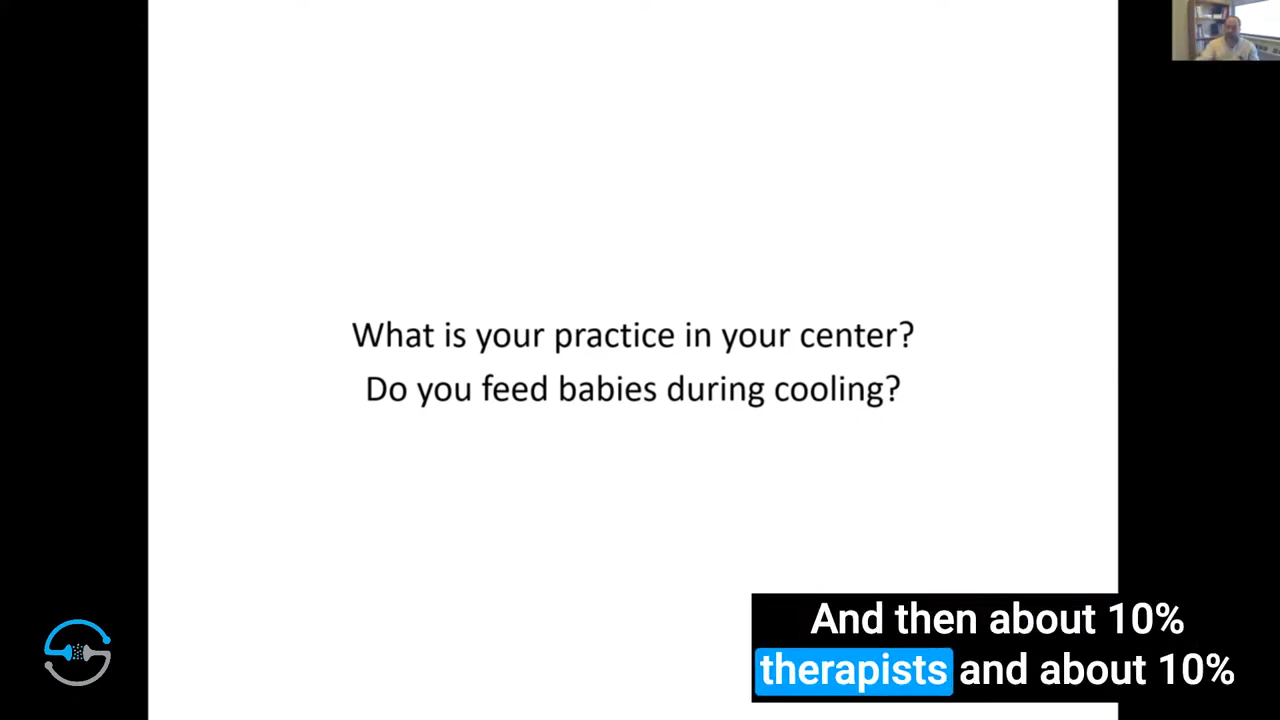 What is your practice in your center?
Do you feed babies during cooling?
And then about 10%
therapists and about 10%